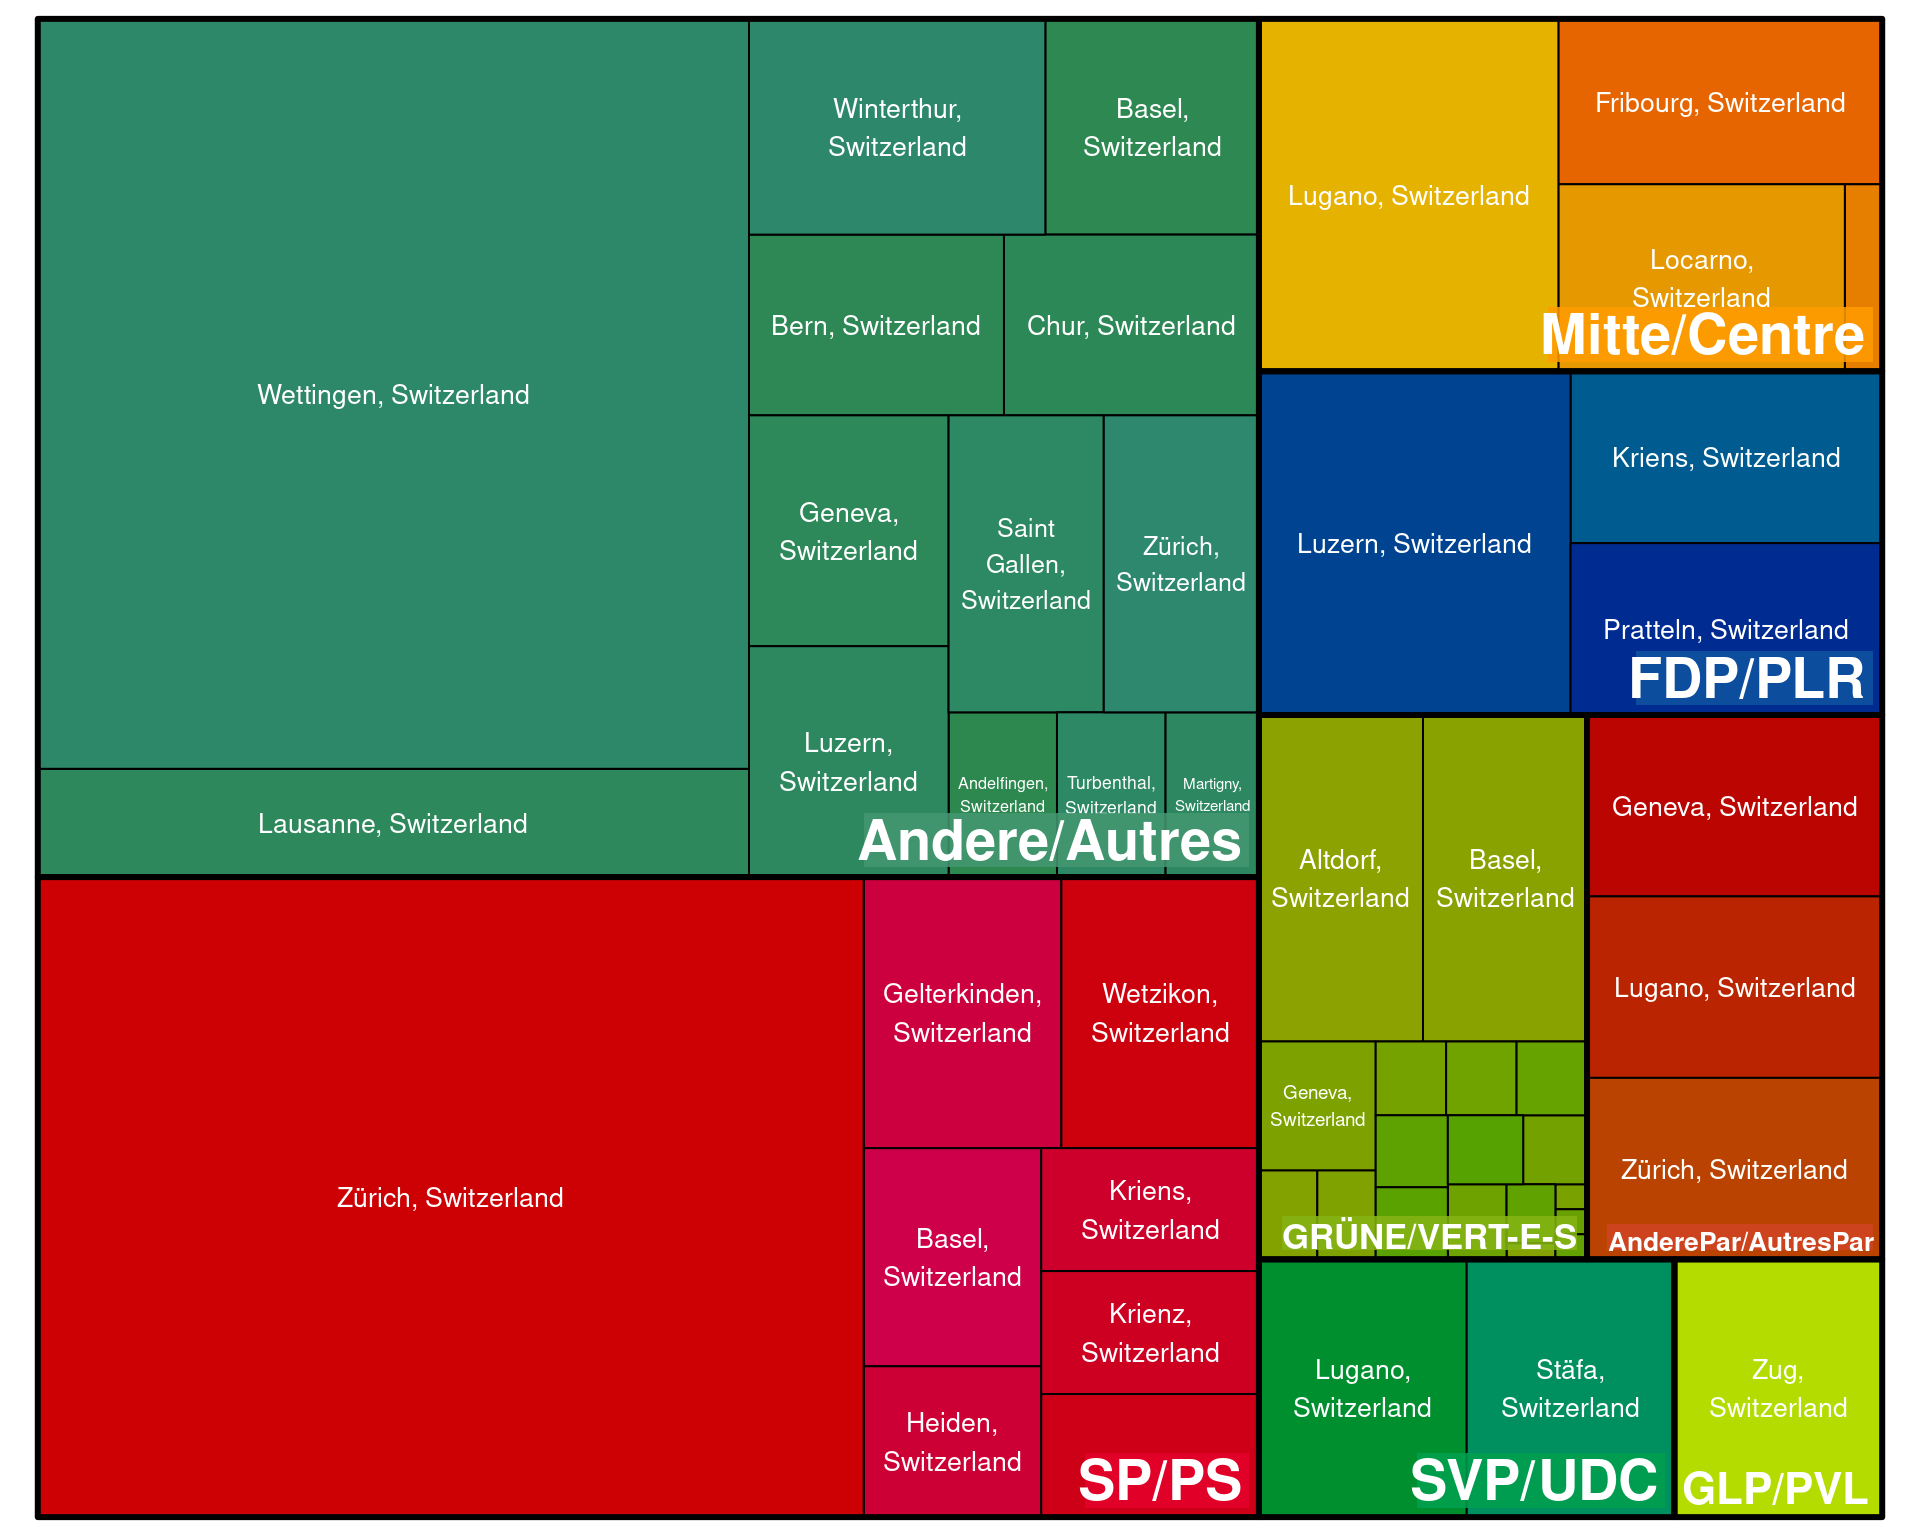 Wettingen, Switzerland
Lausanne, Switzerland
Winterthur,
Switzerland
Basel,
Switzerland
Bern, Switzerland
Chur, Switzerland
Geneva,
Switzerland
Saint
Gallen,
Switzerland
Zürich,
Switzerland
Luzern,
Switzerland
Andelfingen,
Switzerland
Turbenthal,
Switzerland
Martigny,
Switzerland
Andere/Autres
Zürich, Switzerland
Gelterkinden,
Switzerland
Wetzikon,
Switzerland
Basel,
Switzerland
Heiden,
Switzerland
Kriens,
Switzerland
Krienz,
Switzerland
SP/PS
Lugano, Switzerland
Fribourg, Switzerland
Locarno,
Switzerland
Mitte/Centre
Luzern, Switzerland
Kriens, Switzerland
Pratteln, Switzerland
FDP/PLR
Altdorf,
Switzerland
Basel,
Switzerland
Geneva,
Switzerland
GRÜNE/VERT-E-S
Geneva, Switzerland
Lugano, Switzerland
Zürich, Switzerland
AnderePar/AutresPar
Lugano,
Switzerland
Stäfa,
Switzerland
SVP/UDC
Zug,
Switzerland
GLP/PVL